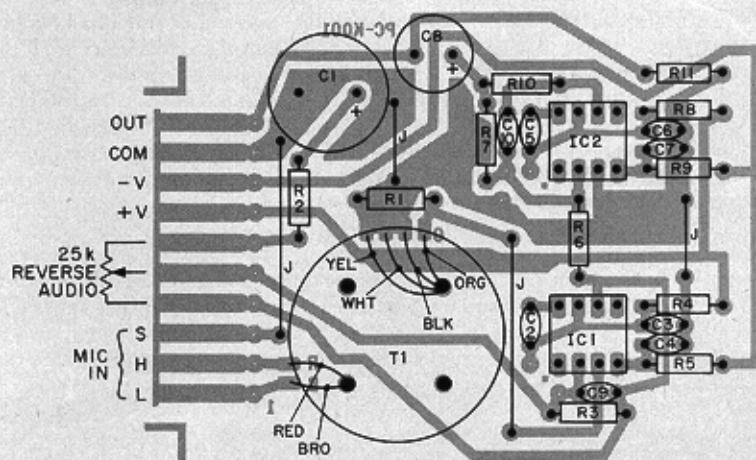 PC-K001
C8
C1
+
+
R10
R11
R8
C6
C7
R9
R7
C10
C5
IC2
OUT
COM
-V
+V
25k
REVERSE
AUDIO
MIC
IN
S
H
L
R2
J
J
R1
R6
J
J
YEL
WHT
ORG
BLK
T1
RED
BRO
1
C2
IC1
R4
C3
C4
R5
C9
R3